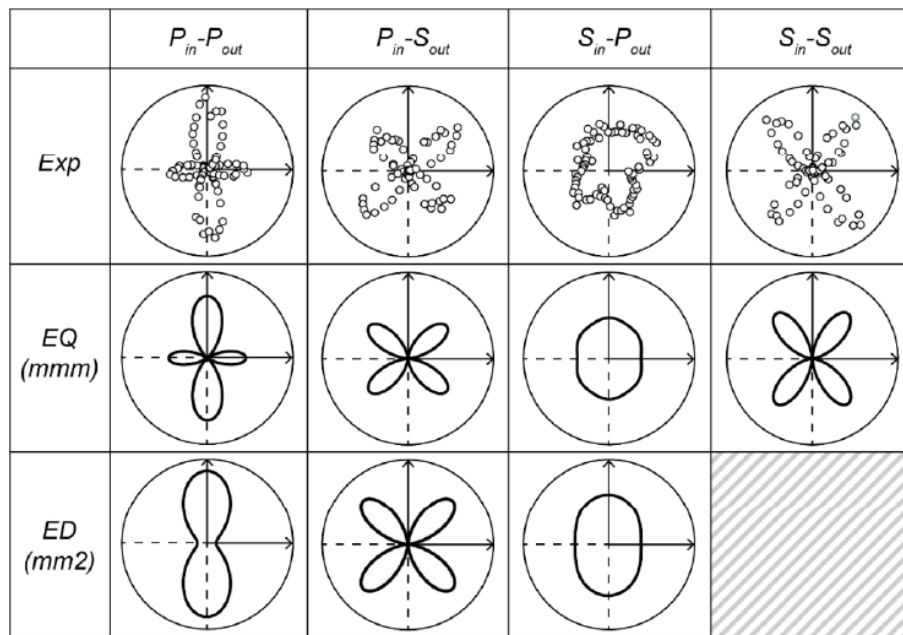 P_in-P_out P_in-S_out S_in-P_out S_in-S_out
Exp
EQ
(mmm)
ED
(mm2)